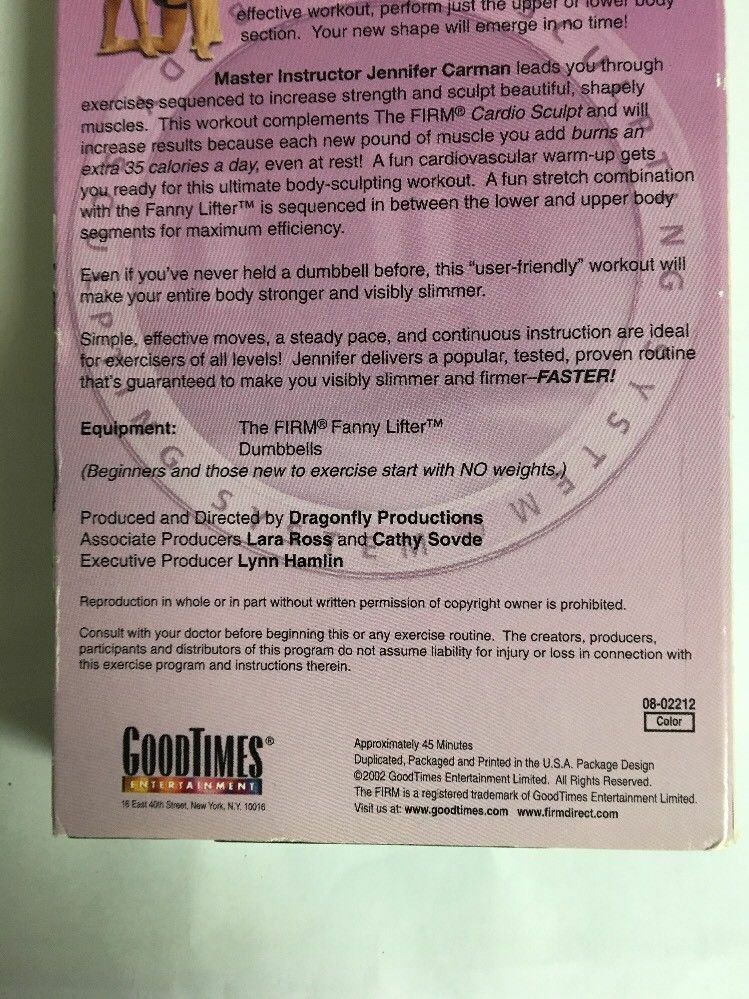 effective workout, perform just the upper or lower body
section. Your new shape will emerge in no time!
Master Instructor Jennifer Carman leads you through
exercises sequenced to increase strength and sculpt beautiful, shapely
muscles. This workout complements The FIRM® Cardio Sculpt and will
increase results because each new pound of muscle you add burns an
extra 35 calories a day, even at rest! A fun cardiovascular warm-up gets
you ready for this ultimate body-sculpting workout. A fun stretch combination
with the Fanny Lifter™ is sequenced in between the lower and upper body
segments for maximum efficiency.
Even if you've never held a dumbbell before, this "user-friendly" workout will
make your entire body stronger and visibly slimmer.
Simple, effective moves, a steady pace, and continuous instruction are ideal
for exercisers of all levels! Jennifer delivers a popular, tested, proven routine
that's guaranteed to make you visibly slimmer and firmer–FASTER!
Equipment: The FIRM® Fanny Lifter™
Dumbbells
(Beginners and those new to exercise start with NO weights.)
Produced and Directed by Dragonfly Productions
Associate Producers Lara Ross and Cathy Sovde
Executive Producer Lynn Hamlin
Reproduction in whole or in part without written permission of copyright owner is prohibited.
Consult with your doctor before beginning this or any exercise routine. The creators, producers,
participants and distributors of this program do not assume liability for injury or loss in connection with
this exercise program and instructions therein.
08-02212
Color
GOODTIMES®
ENTERTAINMENT
16 East 40th Street, New York, N.Y. 10016
Approximately 45 Minutes
Duplicated, Packaged and Printed in the U.S.A. Package Design
©2002 GoodTimes Entertainment Limited. All Rights Reserved.
The FIRM is a registered trademark of GoodTimes Entertainment Limited.
Visit us at: www.goodtimes.com www.firmdirect.com
LIFTING SYSTEM
SYSTEM